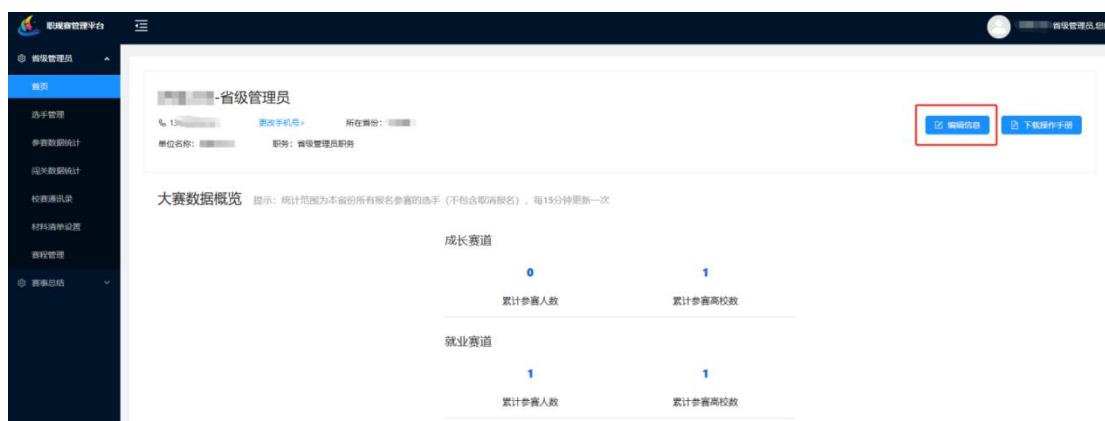 职规赛管理平台
省级管理员,您
省级管理员
首页
选手管理
参赛数据统计
闯关数据统计
校赛通讯录
材料清单设置
赛程管理
赛事总结
-省级管理员
更改手机号>
所在省份:
单位名称:
职务:省级管理员职务
编辑信息
下载操作手册
大赛数据概览 提示:统计范围为本省份所有报名参赛的选手(不包含取消报名),每15分钟更新一次
成长赛道
0 1
累计参赛人数 累计参赛高校数
就业赛道
1 1
累计参赛人数 累计参赛高校数